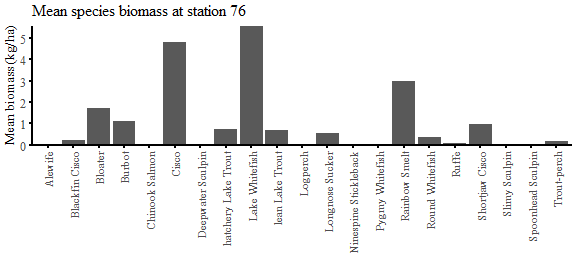 Mean species biomass at station 76
Mean biomass (kg/ha)
5
4
3
2
1
0
Alewife
Blackfin Cisco
Bloater
Burbot
Chinook Salmon
Cisco
Deepwater Sculpin
hatchery Lake Trout
Lake Whitefish
lean Lake Trout
Logperch
Longnose Sucker
Ninespine Stickleback
Pygmy Whitefish
Rainbow Smelt
Round Whitefish
Ruffe
Shortjaw Cisco
Slimy Sculpin
Spoonhead Sculpin
Trout-perch